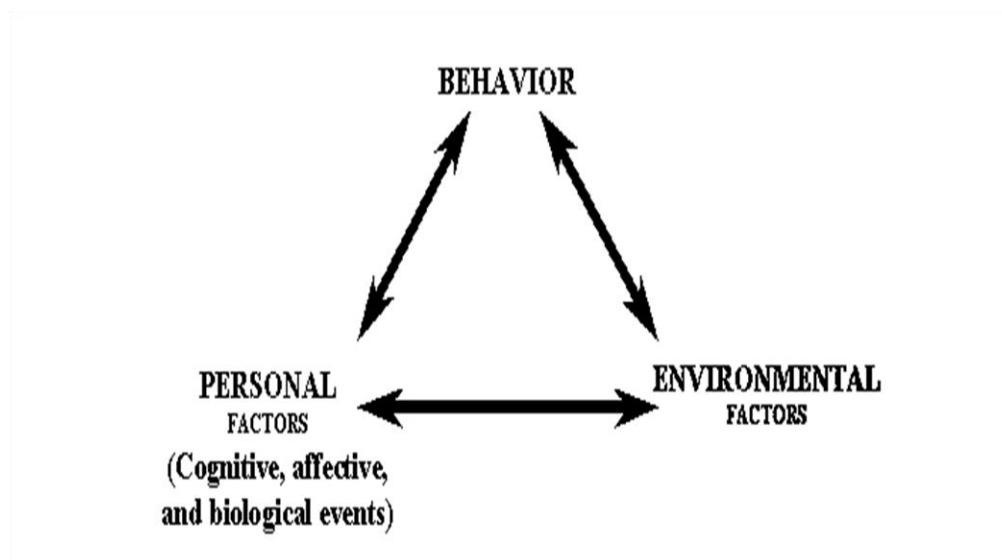 BEHAVIOR
PERSONAL
FACTORS
(Cognitive, affective,
and biological events)
ENVIRONMENTAL
FACTORS